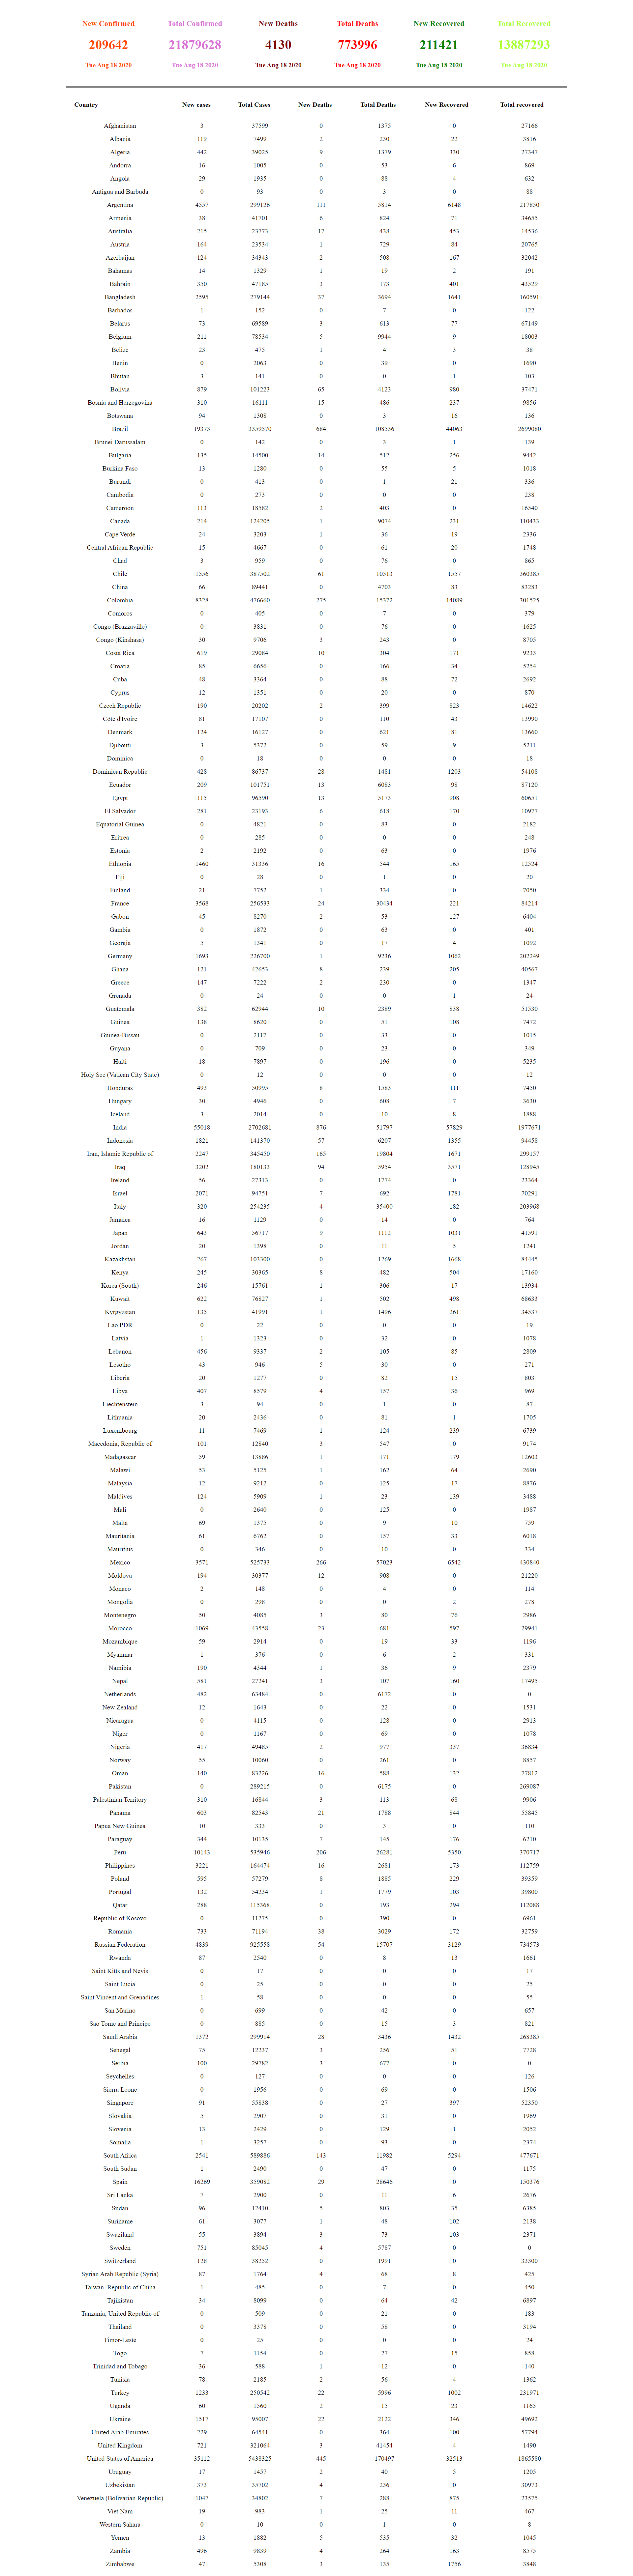 New Confirmed Total Confirmed New Deaths Total Deaths New Recovered Total Recovered
209642 21879628 4130 773996 211421 13887293
Tue Aug 18 2020 Tue Aug 18 2020 Tue Aug 18 2020 Tue Aug 18 2020 Tue Aug 18 2020 Tue Aug 18 2020
Country New cases Total Cases New Deaths Total Deaths New Recovered Total recovered
Afghanistan 3 37599 0 1375 0 27166
Albania 119 7499 2 230 22 3816
Algeria 442 39025 9 1379 330 27347
Andorra 16 1005 0 53 6 869
Angola 29 1935 0 88 4 632
Antigua and Barbuda 0 93 0 3 0 88
Argentina 4557 299126 111 5814 6148 217850
Armenia 38 41701 6 824 71 34655
Australia 215 23773 17 438 453 14536
Austria 164 23534 1 729 84 20765
Azerbaijan 124 34343 2 508 167 32042
Bahamas 14 1329 1 19 2 191
Bahrain 350 47185 3 173 401 43529
Bangladesh 2595 279144 37 3694 1641 160591
Barbados 1 152 0 7 0 122
Belarus 73 69589 3 613 77 67149
Belgium 211 78534 5 9944 9 18003
Belize 23 475 1 4 3 38
Benin 0 2063 0 39 0 1690
Bhutan 3 141 0 0 1 103
Bolivia 879 101223 65 4123 980 37471
Bosnia and Herzegovina 310 16111 15 486 237 9856
Botswana 94 1308 0 3 16 136
Brazil 19373 3359570 684 108536 44063 2699080
Brunei Darussalam 0 142 0 3 1 139
Bulgaria 135 14500 14 512 256 9442
Burkina Faso 13 1280 0 55 5 1018
Burundi 0 413 0 1 21 336
Cambodia 0 273 0 0 0 238
Cameroon 113 18582 2 403 0 16540
Canada 214 124205 1 9074 231 110433
Cape Verde 24 3203 1 36 19 2336
Central African Republic 15 4667 0 61 20 1748
Chad 3 959 0 76 0 865
Chile 1556 387502 61 10513 1557 360385
China 66 89441 0 4703 83 83283
Colombia 8328 476660 275 15372 14089 301525
Comoros 0 405 0 7 0 379
Congo (Brazzaville) 0 3831 0 76 0 1625
Congo (Kinshasa) 30 9706 3 243 0 8705
Costa Rica 619 29084 10 304 171 9233
Croatia 85 6656 0 166 34 5254
Cuba 48 3364 0 88 72 2692
Cyprus 12 1351 0 20 0 870
Czech Republic 190 20202 2 399 823 14622
Côte d'Ivoire 81 17107 0 110 43 13990
Denmark 124 16127 0 621 81 13660
Djibouti 3 5372 0 59 9 5211
Dominica 0 18 0 0 0 18
Dominican Republic 428 86737 28 1481 1203 54108
Ecuador 209 101751 13 6083 98 87120
Egypt 115 96590 13 5173 908 60651
El Salvador 281 23193 6 618 170 10977
Equatorial Guinea 0 4821 0 83 0 2182
Eritrea 0 285 0 0 0 248
Estonia 2 2192 0 63 0 1976
Ethiopia 1460 31336 16 544 165 12524
Fiji 0 28 0 1 0 20
Finland 21 7752 1 334 0 7050
France 3568 256533 24 30434 221 84214
Gabon 45 8270 2 53 127 6404
Gambia 0 1872 0 63 0 401
Georgia 5 1341 0 17 4 1092
Germany 1693 226700 1 9236 1062 202249
Ghana 121 42653 8 239 205 40567
Greece 147 7222 2 230 0 1347
Grenada 0 24 0 0 1 24
Guatemala 382 62944 10 2389 838 51530
Guinea 138 8620 0 51 108 7472
Guinea-Bissau 0 2117 0 33 0 1015
Guyana 0 709 0 23 0 349
Haiti 18 7897 0 196 0 5235
Holy See (Vatican City State) 0 12 0 0 0 12
Honduras 493 50995 8 1583 111 7450
Hungary 30 4946 0 608 7 3630
Iceland 3 2014 0 10 8 1888
India 55018 2702681 876 51797 57829 1977671
Indonesia 1821 141370 57 6207 1355 94458
Iran, Islamic Republic of 2247 345450 165 19804 1671 299157
Iraq 3202 180133 94 5954 3571 128945
Ireland 56 27313 0 1774 0 23364
Israel 2071 94751 7 692 1781 70291
Italy 320 254235 4 35400 182 203968
Jamaica 16 1129 0 14 0 764
Japan 643 56717 9 1112 1031 41591
Jordan 20 1398 0 11 5 1241
Kazakhstan 267 103300 0 1269 1668 84445
Kenya 245 30365 8 482 504 17160
Korea (South) 246 15761 1 306 17 13934
Kuwait 622 76827 1 502 498 68633
Kyrgyzstan 135 41991 1 1496 261 34537
Lao PDR 0 22 0 0 0 19
Latvia 1 1323 0 32 0 1078
Lebanon 456 9337 2 105 85 2809
Lesotho 43 946 5 30 0 271
Liberia 20 1277 0 82 15 803
Libya 407 8579 4 157 36 969
Liechtenstein 3 94 0 1 0 87
Lithuania 20 2436 0 81 1 1705
Luxembourg 11 7469 1 124 239 6739
Macedonia, Republic of 101 12840 3 547 0 9174
Madagascar 59 13886 1 171 179 12603
Malawi 53 5125 1 162 64 2690
Malaysia 12 9212 0 125 17 8876
Maldives 124 5909 1 23 139 3488
Mali 0 2640 0 125 0 1987
Malta 69 1375 0 9 10 759
Mauritania 61 6762 0 157 33 6018
Mauritius 0 346 0 10 0 334
Mexico 3571 525733 266 57023 6542 430840
Moldova 194 30377 12 908 0 21220
Monaco 2 148 0 4 0 114
Mongolia 0 298 0 0 2 278
Montenegro 50 4085 3 80 76 2986
Morocco 1069 43558 23 681 597 29941
Mozambique 59 2914 0 19 33 1196
Myanmar 1 376 0 6 2 331
Namibia 190 4344 1 36 9 2379
Nepal 581 27241 3 107 160 17495
Netherlands 482 63484 0 6172 0 0
New Zealand 12 1643 0 22 0 1531
Nicaragua 0 4115 0 128 0 2913
Niger 0 1167 0 69 0 1078
Nigeria 417 49485 2 977 337 36834
Norway 55 10060 0 261 0 8857
Oman 140 83226 16 588 132 77812
Pakistan 0 289215 0 6175 0 269087
Palestinian Territory 310 16844 3 113 68 9906
Panama 603 82543 21 1788 844 55845
Papua New Guinea 10 333 0 3 0 110
Paraguay 344 10135 7 145 176 6210
Peru 10143 535946 206 26281 5350 370717
Philippines 3221 164474 16 2681 173 112759
Poland 595 57279 8 1885 229 39359
Portugal 132 54234 1 1779 103 39800
Qatar 288 115368 0 193 294 112088
Republic of Kosovo 0 11275 0 390 0 6961
Romania 733 71194 38 3029 172 32759
Russian Federation 4839 925558 54 15707 3129 734573
Rwanda 87 2540 0 8 13 1661
Saint Kitts and Nevis 0 17 0 0 0 17
Saint Lucia 0 25 0 0 0 25
Saint Vincent and Grenadines 1 58 0 0 0 55
San Marino 0 699 0 42 0 657
Sao Tome and Principe 0 885 0 15 3 821
Saudi Arabia 1372 299914 28 3436 1432 268385
Senegal 75 12237 3 256 51 7728
Serbia 100 29782 3 677 0 0
Seychelles 0 127 0 0 0 126
Sierra Leone 0 1956 0 69 0 1506
Singapore 91 55838 0 27 397 52350
Slovakia 5 2907 0 31 0 1969
Slovenia 13 2429 0 129 1 2052
Somalia 1 3257 0 93 0 2374
South Africa 2541 589886 143 11982 5294 477671
South Sudan 1 2490 0 47 0 1175
Spain 16269 359082 29 28646 0 150376
Sri Lanka 7 2900 0 11 6 2676
Sudan 96 12410 5 803 35 6385
Suriname 61 3077 1 48 102 2138
Swaziland 55 3894 3 73 103 2371
Sweden 751 85045 4 5787 0 0
Switzerland 128 38252 0 1991 0 33300
Syrian Arab Republic (Syria) 87 1764 4 68 8 425
Taiwan, Republic of China 1 485 0 7 0 450
Tajikistan 34 8099 0 64 42 6897
Tanzania, United Republic of 0 509 0 21 0 183
Thailand 0 3378 0 58 0 3194
Timor-Leste 0 25 0 0 0 24
Togo 7 1154 0 27 15 858
Trinidad and Tobago 36 588 1 12 0 140
Tunisia 78 2185 2 56 4 1362
Turkey 1233 250542 22 5996 1002 231971
Uganda 60 1560 2 15 23 1165
Ukraine 1517 95007 22 2122 346 49692
United Arab Emirates 229 64541 0 364 100 57794
United Kingdom 721 321064 3 41454 4 1490
United States of America 35112 5438325 445 170497 32513 1865580
Uruguay 17 1457 2 40 5 1205
Uzbekistan 373 35702 4 236 0 30973
Venezuela (Bolivarian Republic) 1047 34802 7 288 875 23575
Viet Nam 19 983 1 25 11 467
Western Sahara 0 10 0 1 0 8
Yemen 13 1882 5 535 32 1045
Zambia 496 9839 4 264 163 8575
Zimbabwe 47 5308 3 135 1756 3848